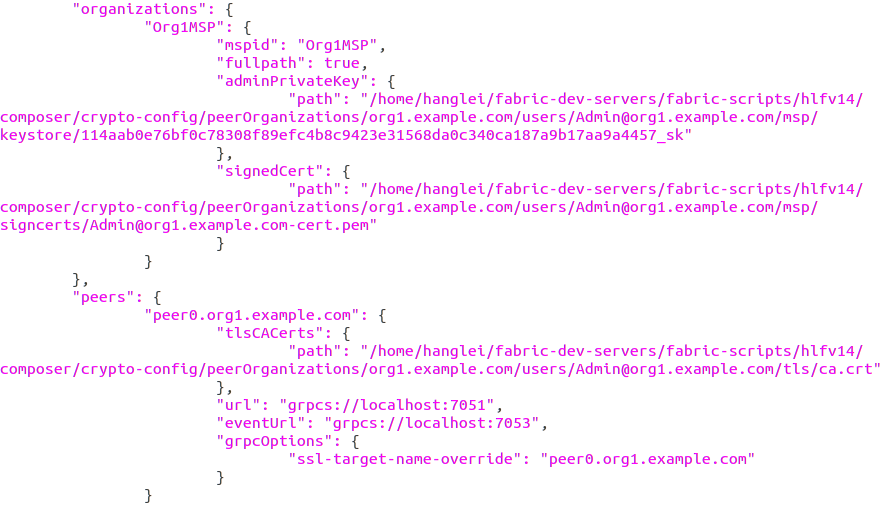 "organizations": {
"Org1MSP": {
"mspid": "Org1MSP",
"fullpath": true,
"adminPrivateKey": {
"path": "/home/hanglei/fabric-dev-servers/fabric-scripts/hlfv14/
composer/crypto-config/peerOrganizations/org1.example.com/users/Admin@org1.example.com/msp/
keystore/114aab0e76bf0c78308f89efc4b8c9423e31568da0c340ca187a9b17aa9a4457_sk"
},
"signedCert": {
"path": "/home/hanglei/fabric-dev-servers/fabric-scripts/hlfv14/
composer/crypto-config/peerOrganizations/org1.example.com/users/Admin@org1.example.com/msp/
signcerts/Admin@org1.example.com-cert.pem"
}
}
},
"peers": {
"peer0.org1.example.com": {
"tlsCACerts": {
"path": "/home/hanglei/fabric-dev-servers/fabric-scripts/hlfv14/
composer/crypto-config/peerOrganizations/org1.example.com/users/Admin@org1.example.com/tls/ca.crt"
},
"url": "grpcs://localhost:7051",
"eventUrl": "grpcs://localhost:7053",
"grpcOptions": {
"ssl-target-name-override": "peer0.org1.example.com"
}
}